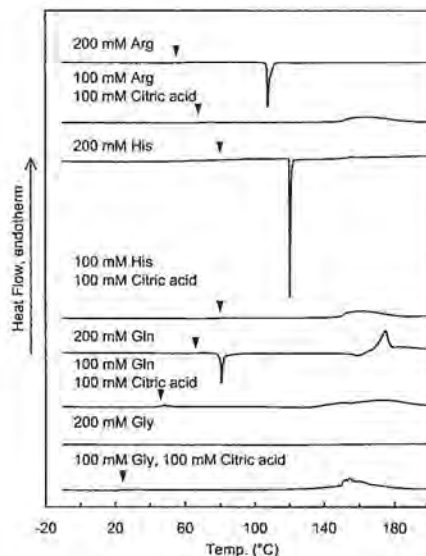 200 mM Arg
100 mM Arg
100 mM Citric acid
200 mM His
100 mM His
100 mM Citric acid
200 mM Gln
100 mM Gln
100 mM Citric acid
200 mM Gly
100 mM Gly, 100 mM Citric acid
Heat Flow, endotherm
-20 20 60 100 140 180
Temp. (°C)